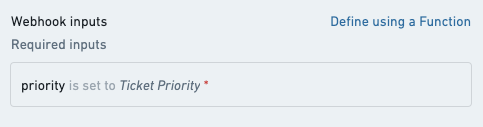 Webhook inputs Define using a Function
Required inputs
priority is set to Ticket Priority *